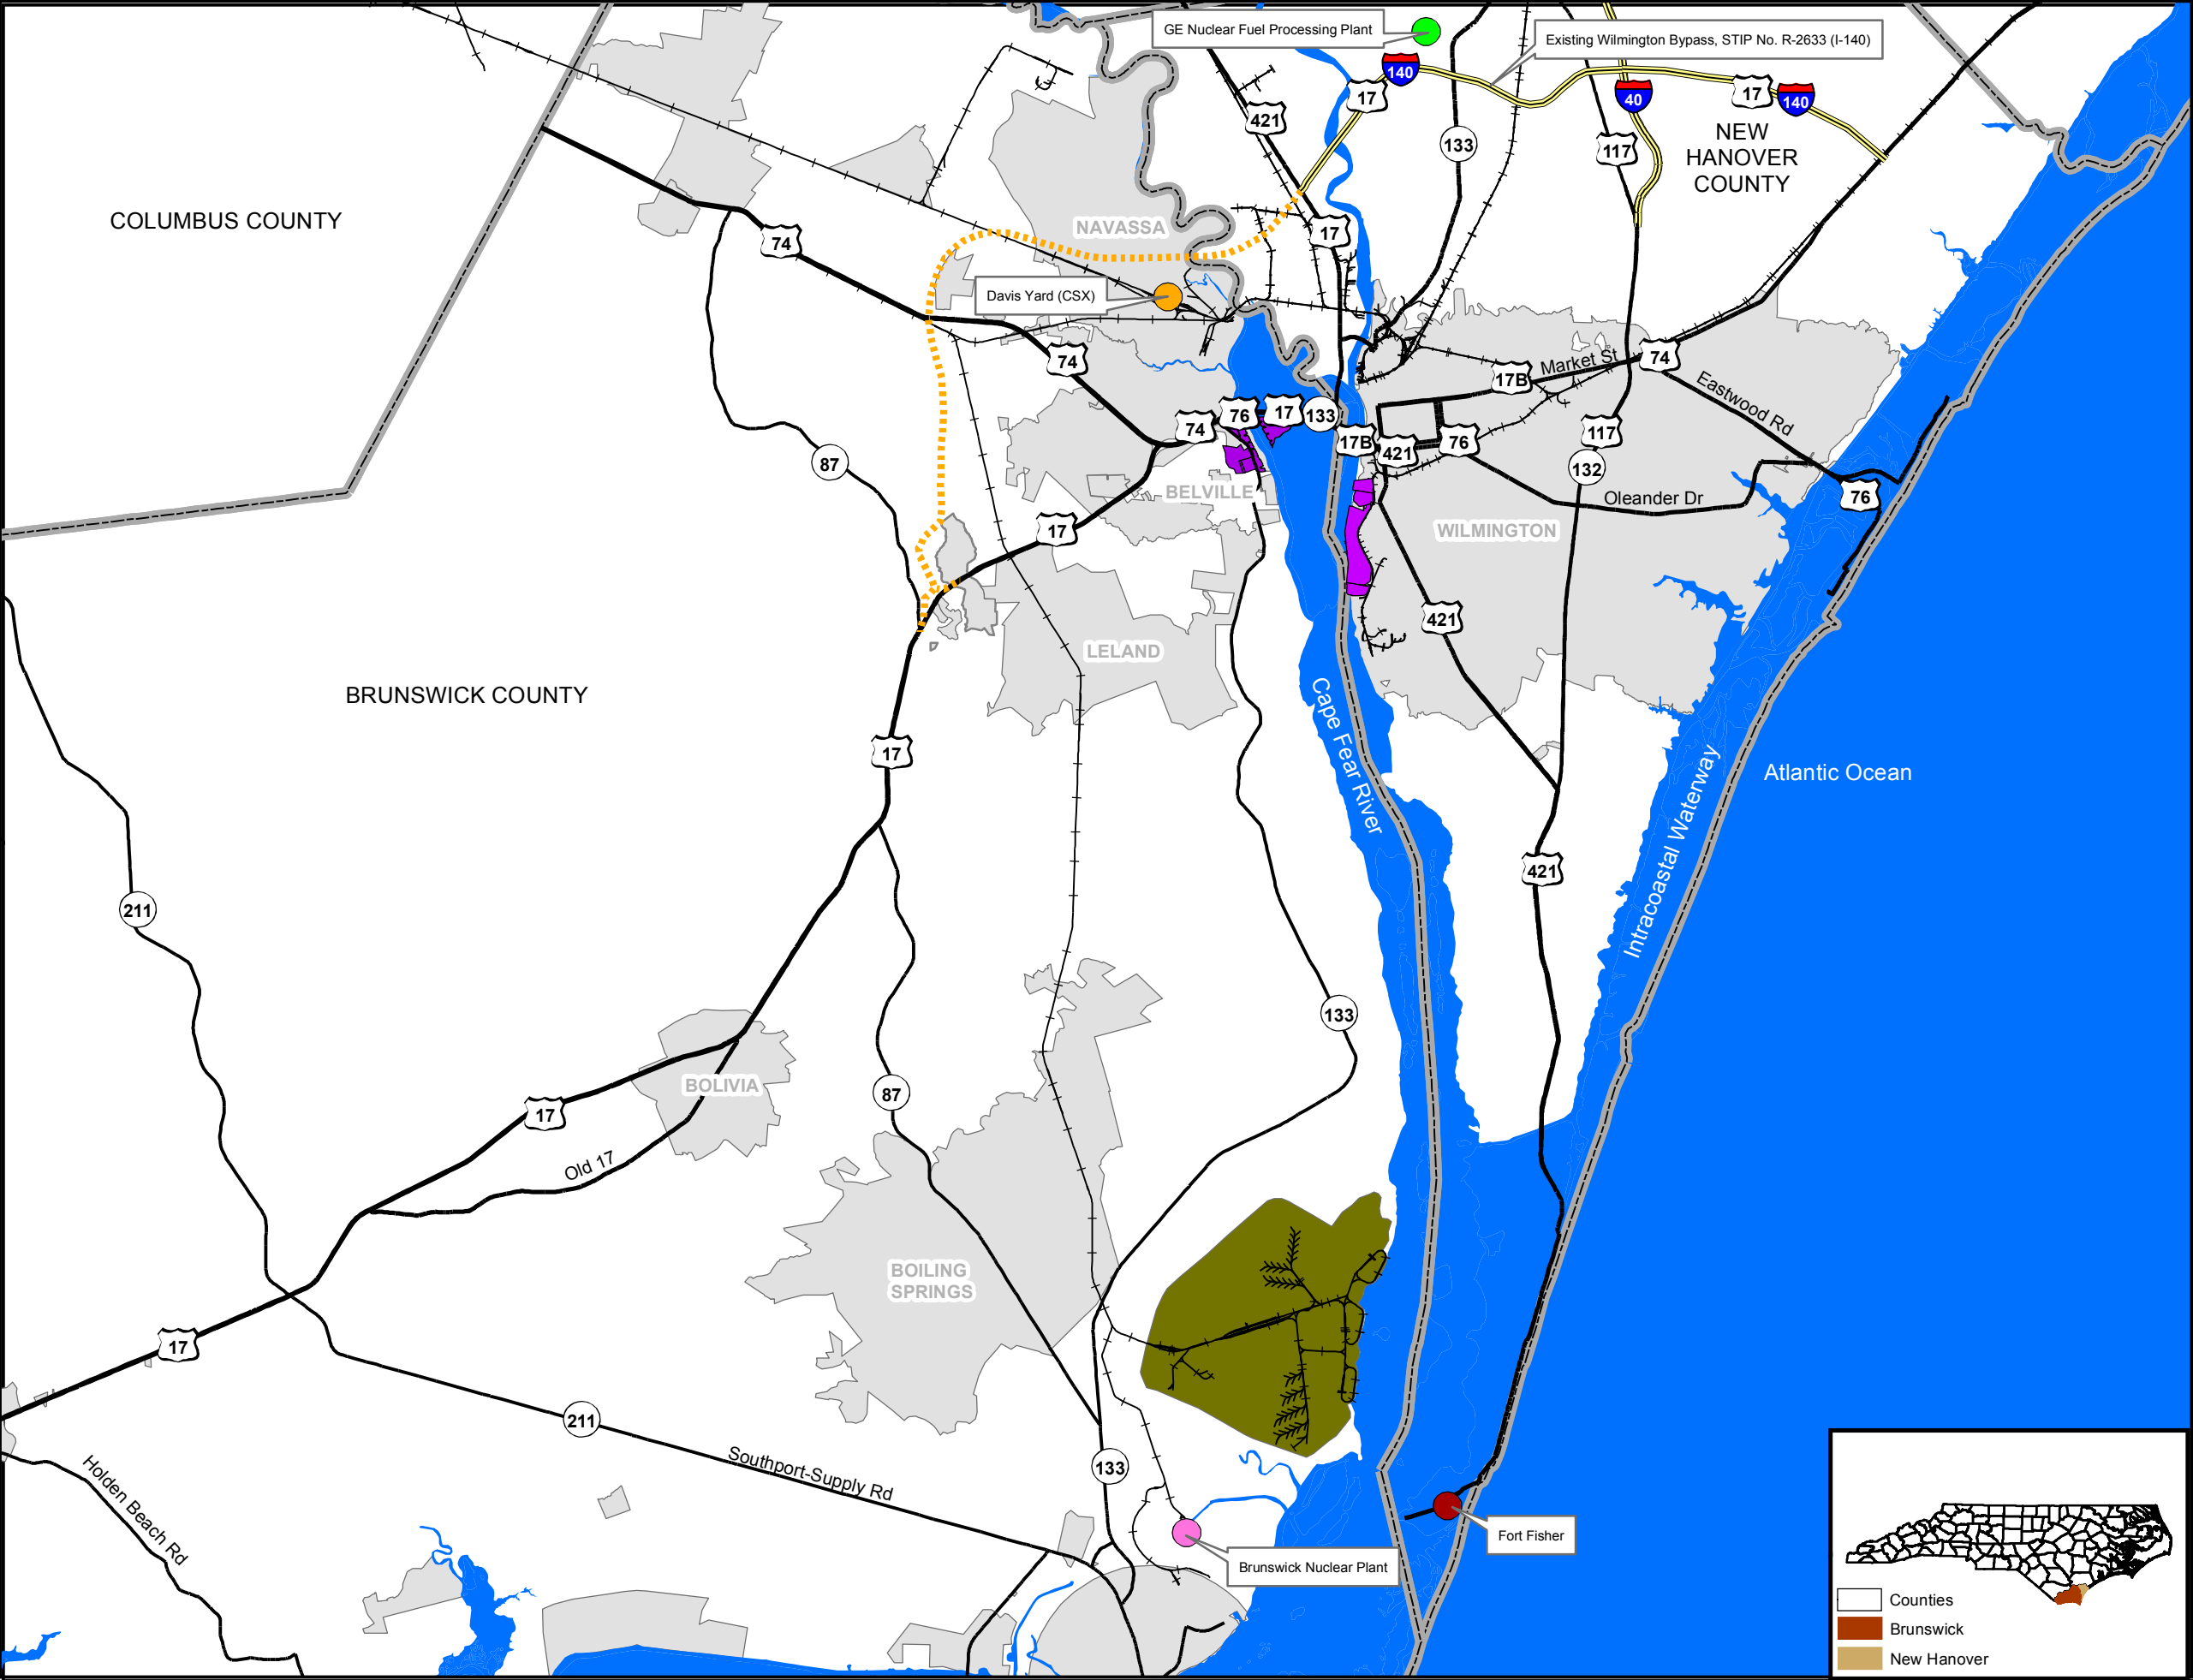 GE Nuclear Fuel Processing Plant
Existing Wilmington Bypass, STIP No. R-2633 (I-140)
140
17
40
17
140
421
133
117
NEW
HANOVER
COUNTY
COLUMBUS COUNTY
NAVASSA
74
17
Davis Yard (CSX)
74
Market St
74
17B
Eastwood Rd
76
17
133
74
17B
421
76
117
87
132
BELVILLE
Oleander Dr
76
17
WILMINGTON
421
LELAND
BRUNSWICK COUNTY
Cape Fear River
17
Intracoastal Waterway
Atlantic Ocean
421
211
133
BOLIVIA
87
17
Old 17
BOILING
SPRINGS
17
211
Southport-Supply Rd
133
Holden Beach Rd
Fort Fisher
Brunswick Nuclear Plant
Counties
Brunswick
New Hanover